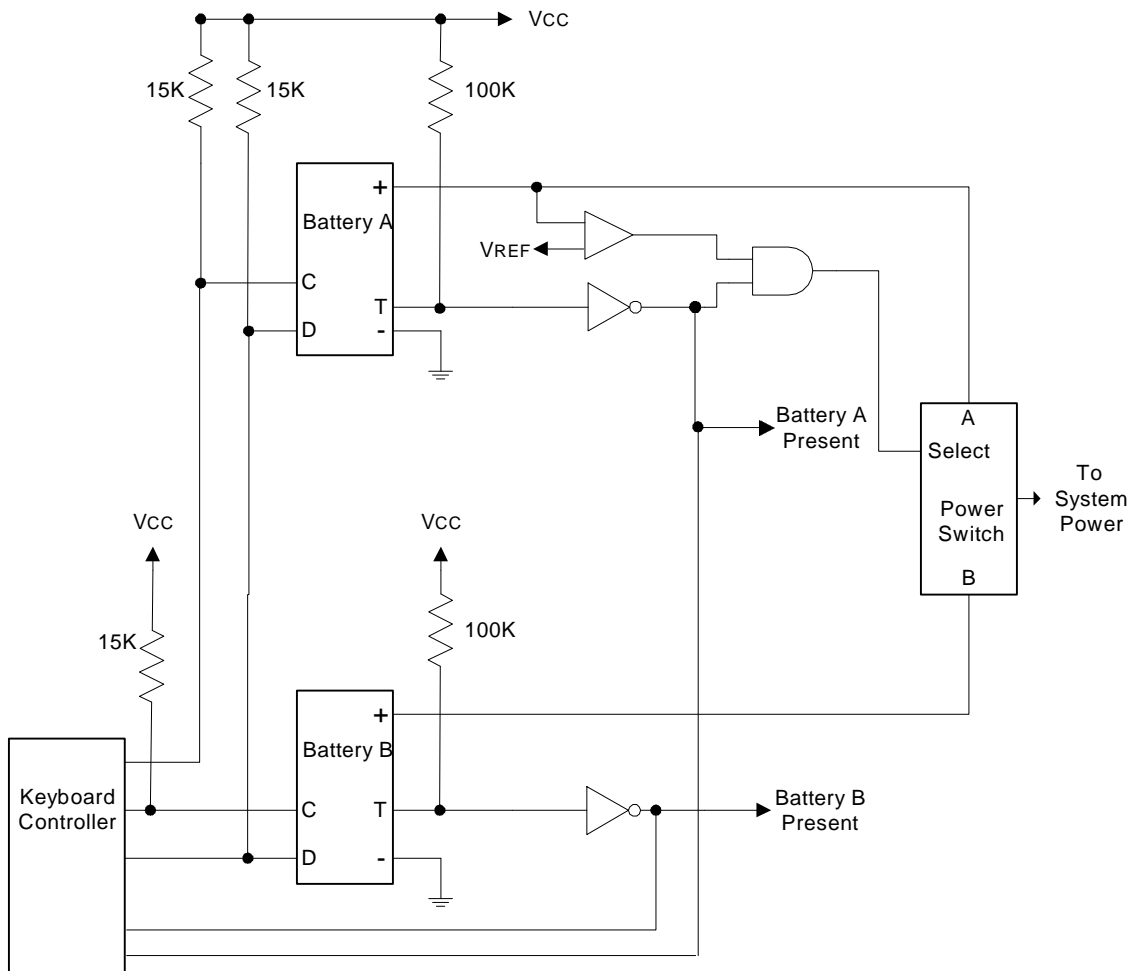 VCC
15K
15K
100K
+
Battery A
VREF
C
T
D
-
Battery A
Present
A
Select
Power
Switch
B
To
System
Power
VCC
VCC
15K
100K
+
Battery B
Keyboard
Controller
C
T
D
-
Battery B
Present